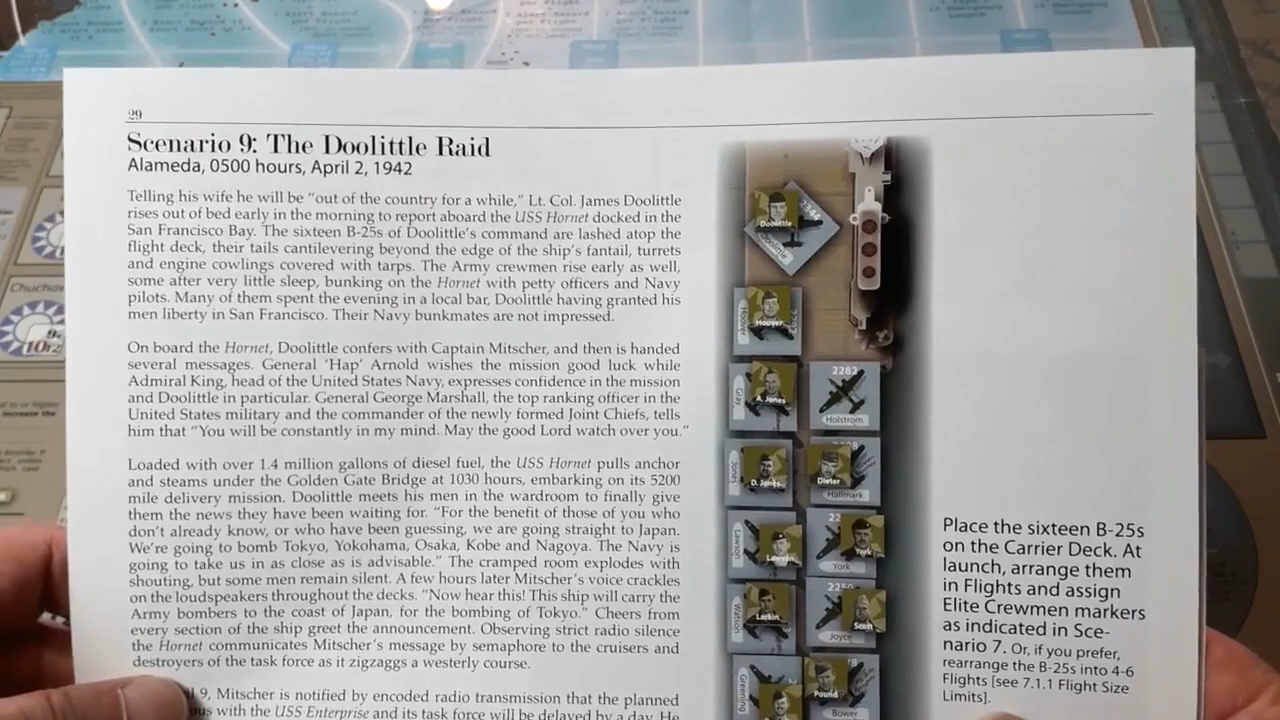 29
Scenario 9: The Doolittle Raid
Alameda, 0500 hours, April 2, 1942
Telling his wife he will be “out of the country for a while,” Lt. Col. James Doolittle
rises out of bed early in the morning to report aboard the USS Hornet docked in the
San Francisco Bay. The sixteen B-25s of Doolittle’s command are lashed atop the
flight deck, their tails cantilevering beyond the edge of the ship’s fantail, turrets
and engine cowlings covered with tarps. The Army crewmen rise early as well,
some after very little sleep, bunking on the Hornet with petty officers and Navy
pilots. Many of them spent the evening in a local bar, Doolittle having granted his
men liberty in San Francisco. Their Navy bunkmates are not impressed.
On board the Hornet, Doolittle confers with Captain Mitscher, and then is handed
several messages. General ‘Hap’ Arnold wishes the mission good luck while
Admiral King, head of the United States Navy, expresses confidence in the mission
and Doolittle in particular. General George Marshall, the top ranking officer in the
United States military and the commander of the newly formed Joint Chiefs, tells
him that “You will be constantly in my mind. May the good Lord watch over you.”
Loaded with over 1.4 million gallons of diesel fuel, the USS Hornet pulls anchor
and steams under the Golden Gate Bridge at 1030 hours, embarking on its 5200
mile delivery mission. Doolittle meets his men in the wardroom to finally give
them the news they have been waiting for. “For the benefit of those of you who
don’t already know, or who have been guessing, we are going straight to Japan.
We’re going to bomb Tokyo, Yokohama, Osaka, Kobe and Nagoya. The Navy is
going to take us in as close as is advisable.” The cramped room explodes with
shouting, but some men remain silent. A few hours later Mitscher’s voice crackles
on the loudspeakers throughout the decks. “Now hear this! This ship will carry the
Army bombers to the coast of Japan, for the bombing of Tokyo.” Cheers from
every section of the ship greet the announcement. Observing strict radio silence
the Hornet communicates Mitscher’s message by semaphore to the cruisers and
destroyers of the task force as it zigzaggs a westerly course.
9, Mitscher is notified by encoded radio transmission that the planned
with the USS Enterprise and its task force will be delayed by a day. He
Doolittle
2344
Doolittle
Hoover
Hoover
Gray
A. Jones
2282
Holstrom
Jones
D. Jones
Dieter
Hallmark
Lawson
Lawson
22
York
York
Watson
Larkin
2250
Scott
Joyce
Greening
Pound
Bower
Place the sixteen B-25s
on the Carrier Deck. At
launch, arrange them
in Flights and assign
Elite Crewmen markers
as indicated in Sce-
nario 7. Or, if you prefer,
rearrange the B-25s into 4-6
Flights [see 7.1.1 Flight Size
Limits].
Chuchow